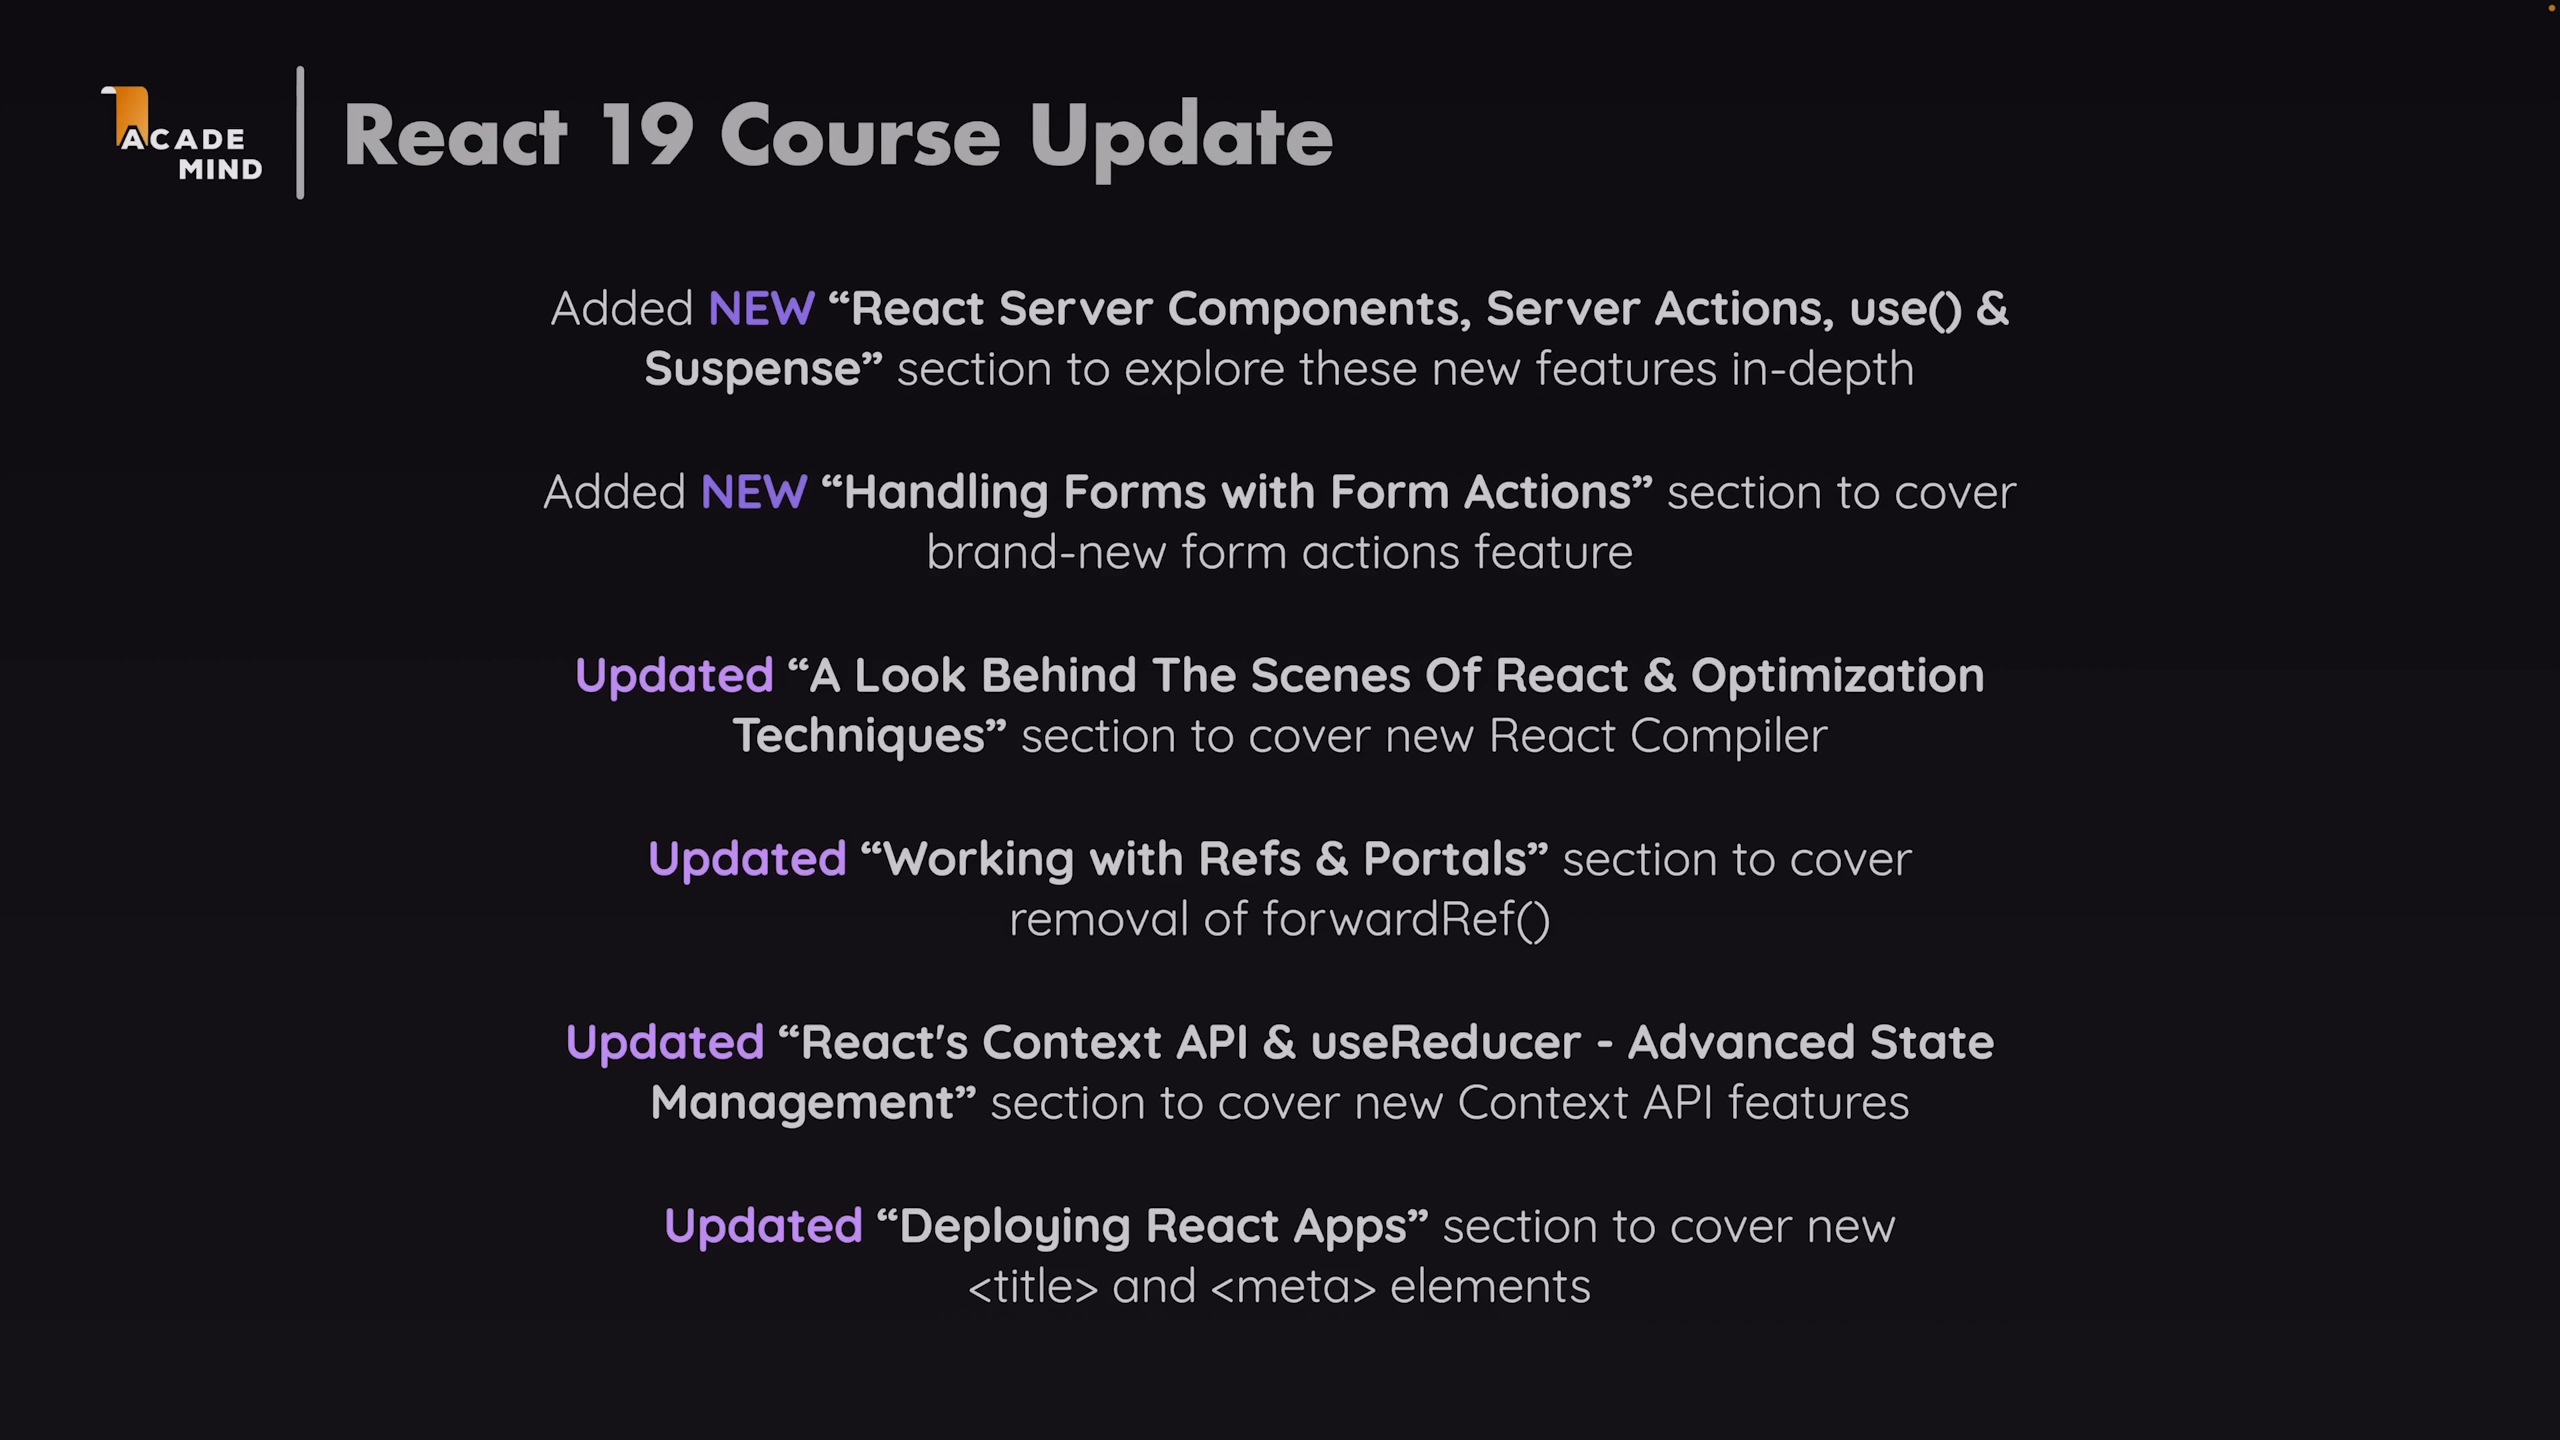 ACADE
MIND
React 19 Course Update
Added NEW “React Server Components, Server Actions, use() &
Suspense” section to explore these new features in-depth
Added NEW “Handling Forms with Form Actions” section to cover
brand-new form actions feature
Updated “A Look Behind The Scenes Of React & Optimization
Techniques” section to cover new React Compiler
Updated “Working with Refs & Portals” section to cover
removal of forwardRef()
Updated “React's Context API & useReducer - Advanced State
Management” section to cover new Context API features
Updated “Deploying React Apps” section to cover new
<title> and <meta> elements